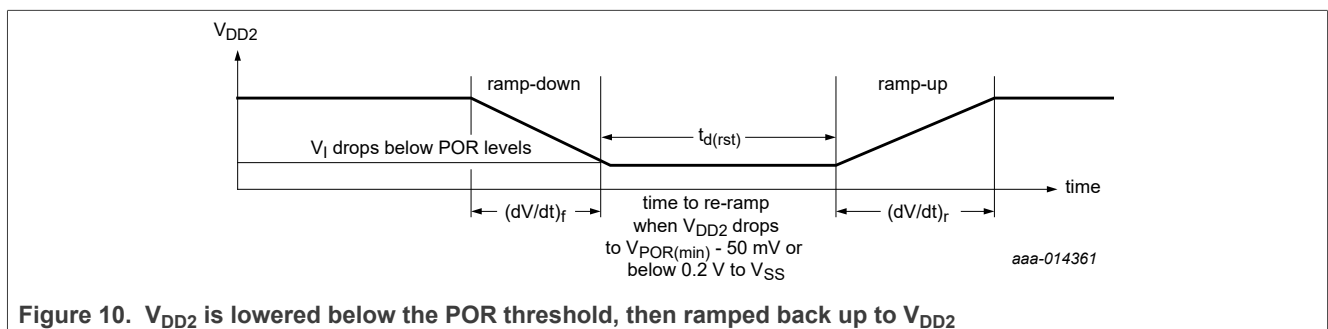 VDD2
ramp-down
ramp-up
td(rst)
VI drops below POR levels
time
(dV/dt)f
time to re-ramp
when VDD2 drops
to VPOR(min) - 50 mV or
below 0.2 V to VSS
(dV/dt)r
aaa-014361
Figure 10. VDD2 is lowered below the POR threshold, then ramped back up to VDD2